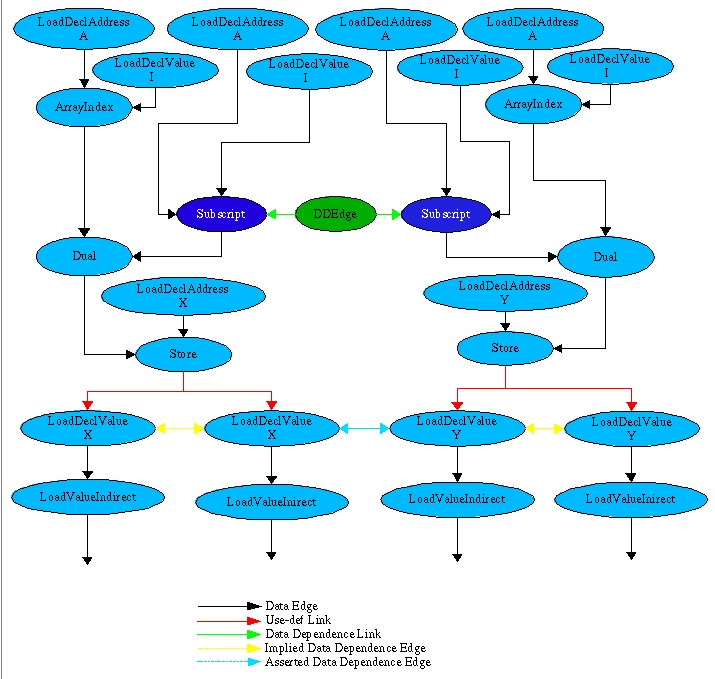 LoadDeclAddress
A
LoadDeclAddress
A
LoadDeclAddress
A
LoadDeclAddress
A
LoadDeclValue
I
LoadDeclValue
I
LoadDeclValue
I
LoadDeclValue
I
ArrayIndex
ArrayIndex
Subscript
DDEdge
Subscript
Dual
Dual
LoadDeclAddress
X
LoadDeclAddress
Y
Store
Store
LoadDeclValue
X
LoadDeclValue
X
LoadDeclValue
Y
LoadDeclValue
Y
LoadValueIndirect
LoadValueInirect
LoadValueIndirect
LoadValueInirect
Data Edge
Use-def Link
Data Dependence Link
Implied Data Dependence Edge
Asserted Data Dependence Edge